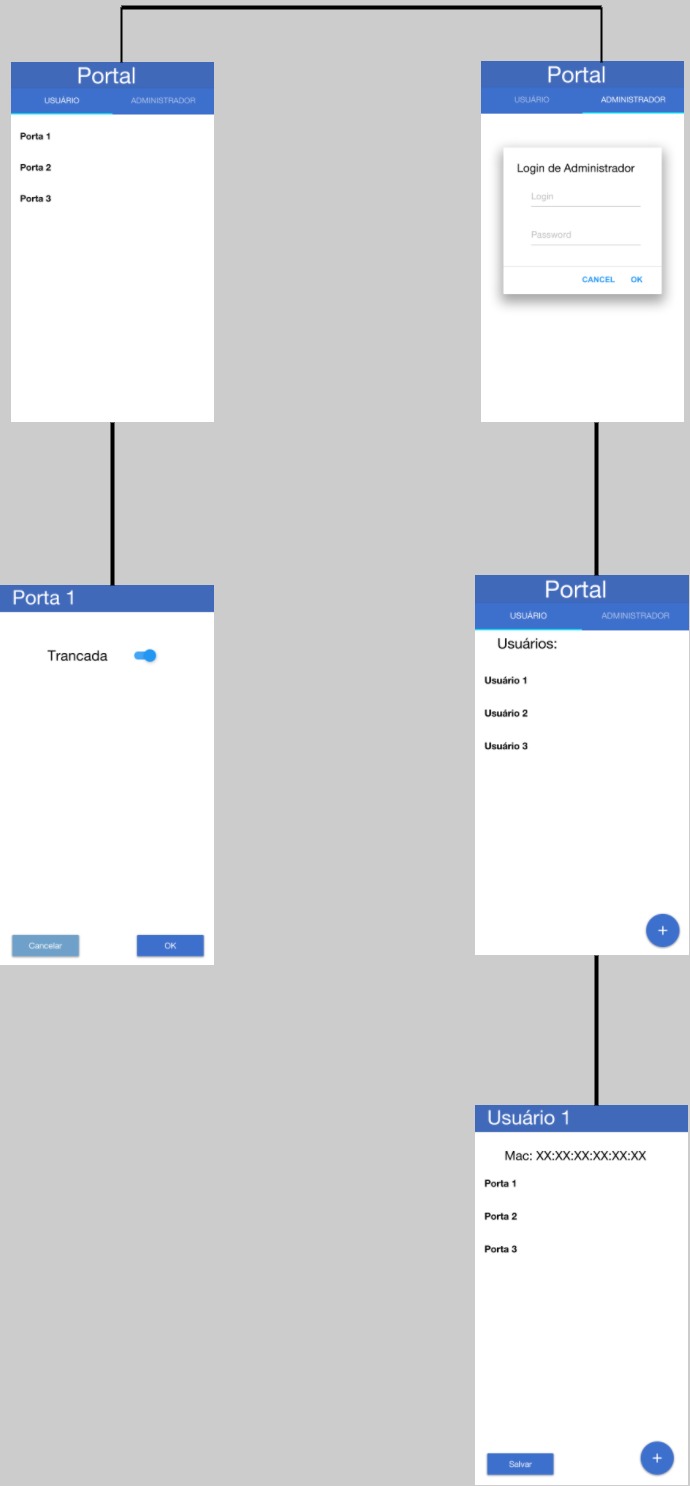 Portal
USUÁRIO ADMINISTRADOR
Porta 1
Porta 2
Porta 3
Portal
USUÁRIO ADMINISTRADOR
Login de Administrador
Login
Password
CANCEL OK
Porta 1
Trancada
Cancelar OK
Portal
USUÁRIO ADMINISTRADOR
Usuários:
Usuário 1
Usuário 2
Usuário 3
+
Usuário 1
Mac: XX:XX:XX:XX:XX:XX
Porta 1
Porta 2
Porta 3
Salvar +